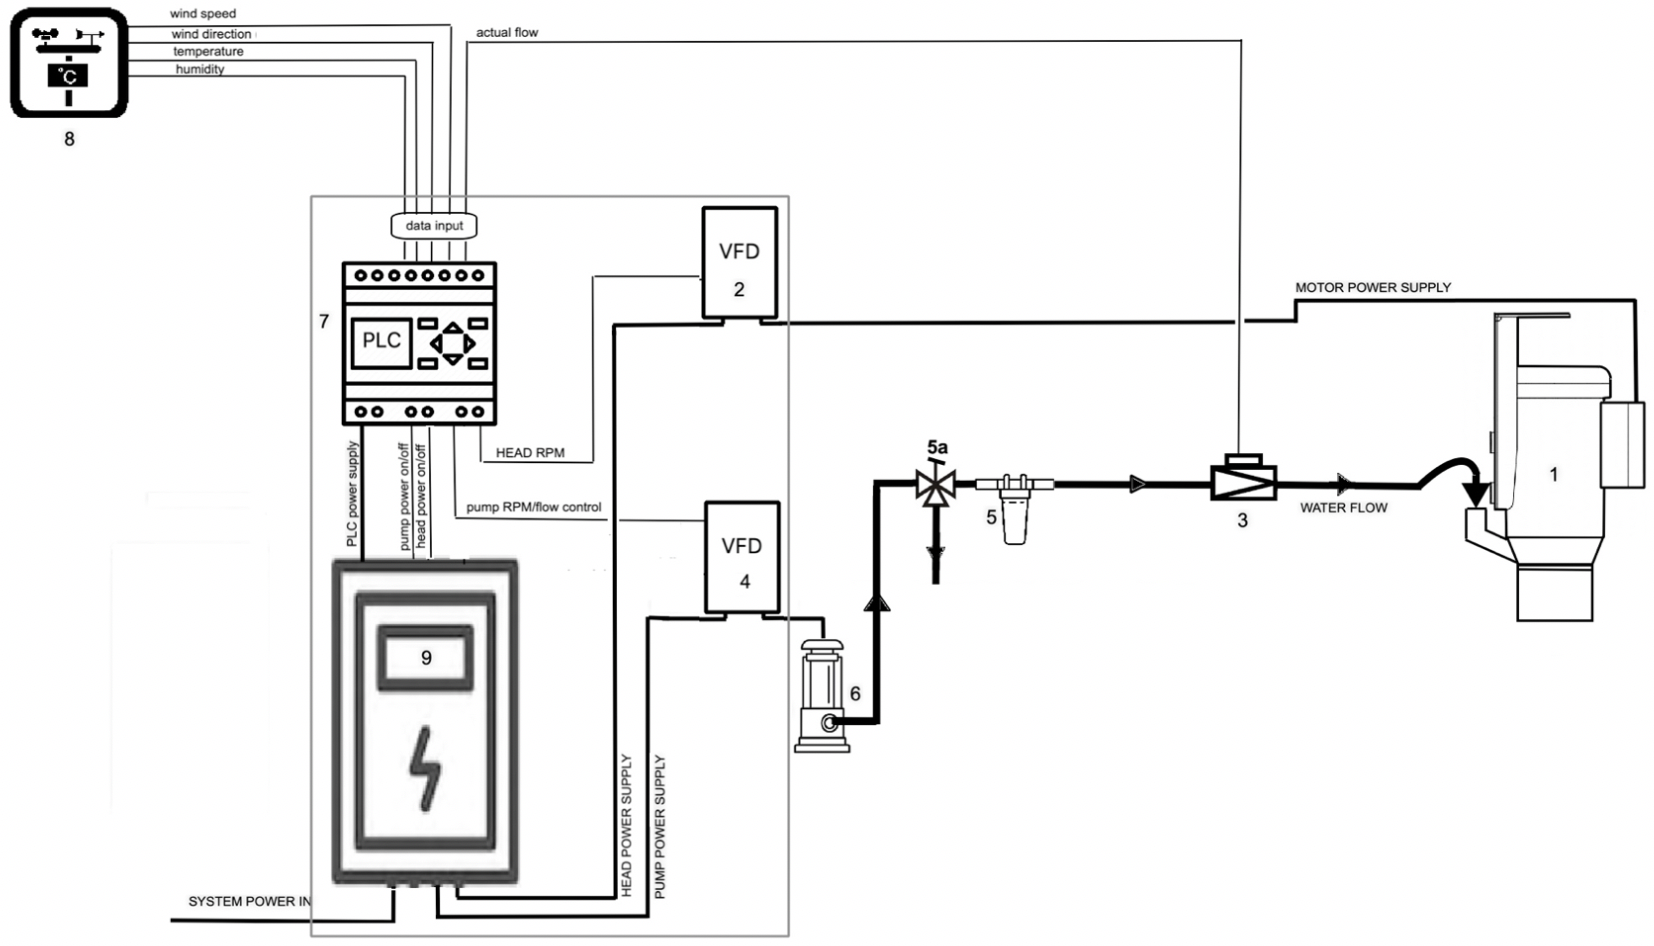 wind speed
wind direction
temperature
humidity
actual flow
°C
8
data input
VFD
2
MOTOR POWER SUPPLY
7
PLC
1
5a
HEAD RPM
PLC power supply
pump power on/off
head power on/off
pump RPM/flow control
5
3
WATER FLOW
VFD
4
9
6
HEAD POWER SUPPLY
PUMP POWER SUPPLY
SYSTEM POWER IN